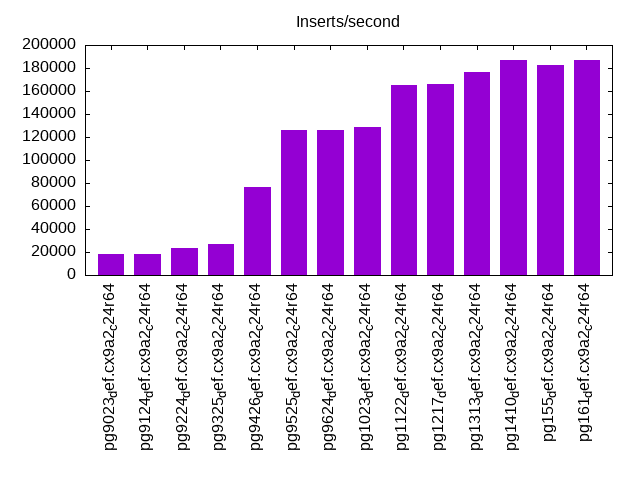 Inserts/second
200000
180000
160000
140000
120000
100000
80000
60000
40000
20000
0
pg9023def.cx9a2c24r64
pg9124def.cx9a2c24r64
pg9224def.cx9a2c24r64
pg9325def.cx9a2c24r64
pg9426def.cx9a2c24r64
pg9525def.cx9a2c24r64
pg9624def.cx9a2c24r64
pg1023def.cx9a2c24r64
pg1122def.cx9a2c24r64
pg1217def.cx9a2c24r64
pg1313def.cx9a2c24r64
pg1410def.cx9a2c24r64
pg155def.cx9a2c24r64
pg161def.cx9a2c24r64